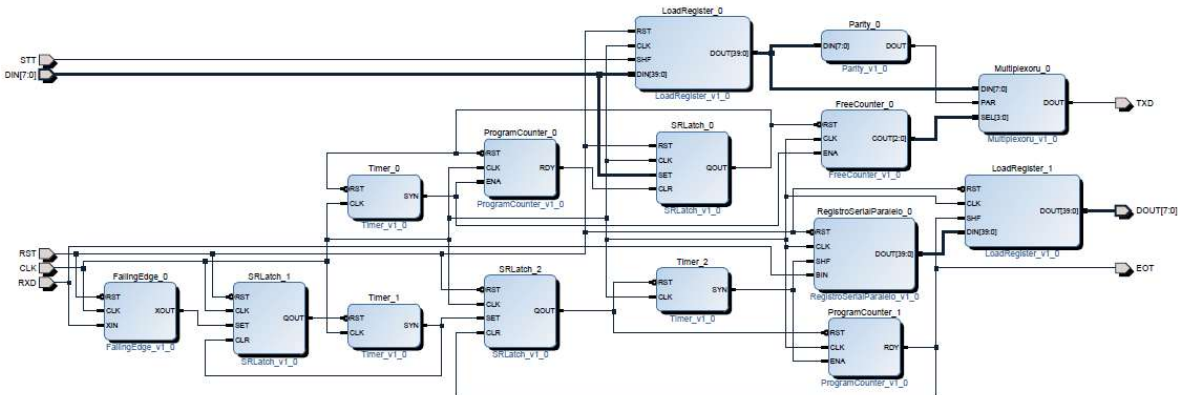 LoadRegister_0
RST
CLK
SHF
DIN[39:0]
DOUT[39:0]
LoadRegister_v1_0
Parity_0
DIN[7:0]
DOUT
Parity_v1_0
Multiplexoru_0
DIN[7:0]
PAR
SEL[3:0]
DOUT
Multiplexoru_v1_0
STT
DIN[7:0]
TXD
FreeCounter_0
RST
CLK
ENA
COUT[2:0]
FreeCounter_v1_0
SRLatch_0
RST
CLK
SET
CLR
QOUT
SRLatch_v1_0
ProgramCounter_0
RST
CLK
ENA
RDY
ProgramCounter_v1_0
Timer_0
RST
CLK
SYN
Timer_v1_0
LoadRegister_1
RST
CLK
SHF
DIN[39:0]
DOUT[39:0]
LoadRegister_v1_0
DOUT[7:0]
RegistroSerialParalelo_0
RST
CLK
SHF
BIN
DOUT[39:0]
RegistroSerialParalelo_v1_0
RST
CLK
RXD
EOT
FallingEdge_0
RST
CLK
XIN
XOUT
FallingEdge_v1_0
SRLatch_1
RST
CLK
SET
CLR
QOUT
SRLatch_v1_0
Timer_1
RST
CLK
SYN
Timer_v1_0
SRLatch_2
RST
CLK
SET
CLR
QOUT
SRLatch_v1_0
Timer_2
RST
CLK
SYN
Timer_v1_0
ProgramCounter_1
RST
CLK
ENA
RDY
ProgramCounter_v1_0